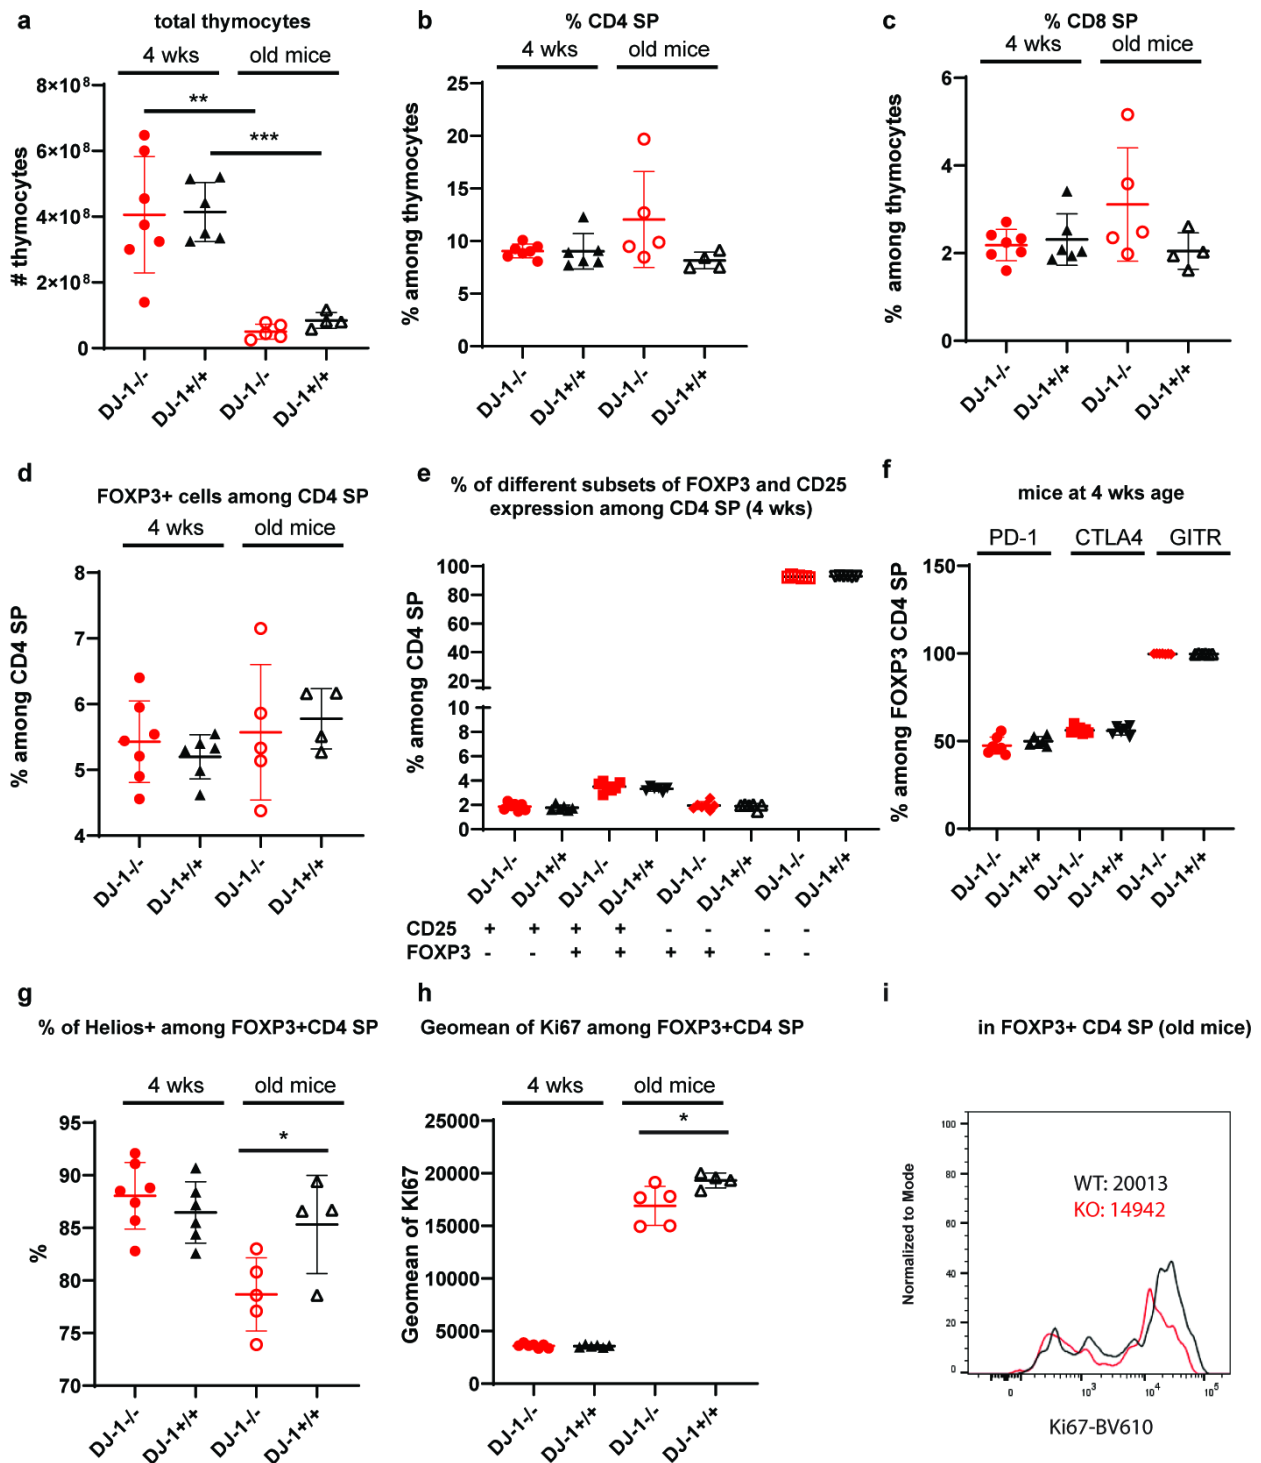 a
total thymocytes
4 wks
old mice
# thymocytes
8×10⁸
6×10⁸
4×10⁸
2×10⁸
0
**
***
DJ-1-/-
DJ-1+/+
DJ-1-/-
DJ-1+/+
b
% CD4 SP
4 wks
old mice
% among thymocytes
25
20
15
10
5
0
DJ-1-/-
DJ-1+/+
DJ-1-/-
DJ-1+/+
c
% CD8 SP
4 wks
old mice
% among thymocytes
6
4
2
0
DJ-1-/-
DJ-1+/+
DJ-1-/-
DJ-1+/+
d
FOXP3+ cells among CD4 SP
4 wks
old mice
% among CD4 SP
8
7
6
5
4
DJ-1-/-
DJ-1+/+
DJ-1-/-
DJ-1+/+
e
% of different subsets of FOXP3 and CD25
expression among CD4 SP (4 wks)
% among CD4 SP
100
80
60
40
20
10
8
6
4
2
0
DJ-1-/-
DJ-1+/+
DJ-1-/-
DJ-1+/+
DJ-1-/-
DJ-1+/+
DJ-1-/-
DJ-1+/+
CD25 + + + + - - - -
FOXP3 - - + + + + - -
f
mice at 4 wks age
PD-1
CTLA4
GITR
% among FOXP3 CD4 SP
150
100
50
0
DJ-1-/-
DJ-1+/+
DJ-1-/-
DJ-1+/+
DJ-1-/-
DJ-1+/+
g
% of Helios+ among FOXP3+CD4 SP
4 wks
old mice
%
95
90
85
80
75
70
*
DJ-1-/-
DJ-1+/+
DJ-1-/-
DJ-1+/+
h
Geomean of Ki67 among FOXP3+CD4 SP
4 wks
old mice
Geomean of KI67
25000
20000
15000
10000
5000
0
*
DJ-1-/-
DJ-1+/+
DJ-1-/-
DJ-1+/+
i
in FOXP3+ CD4 SP (old mice)
Normalized to Mode
100
80
60
40
20
0
WT: 20013
KO: 14942
0
10³
10⁴
10⁵
Ki67-BV610